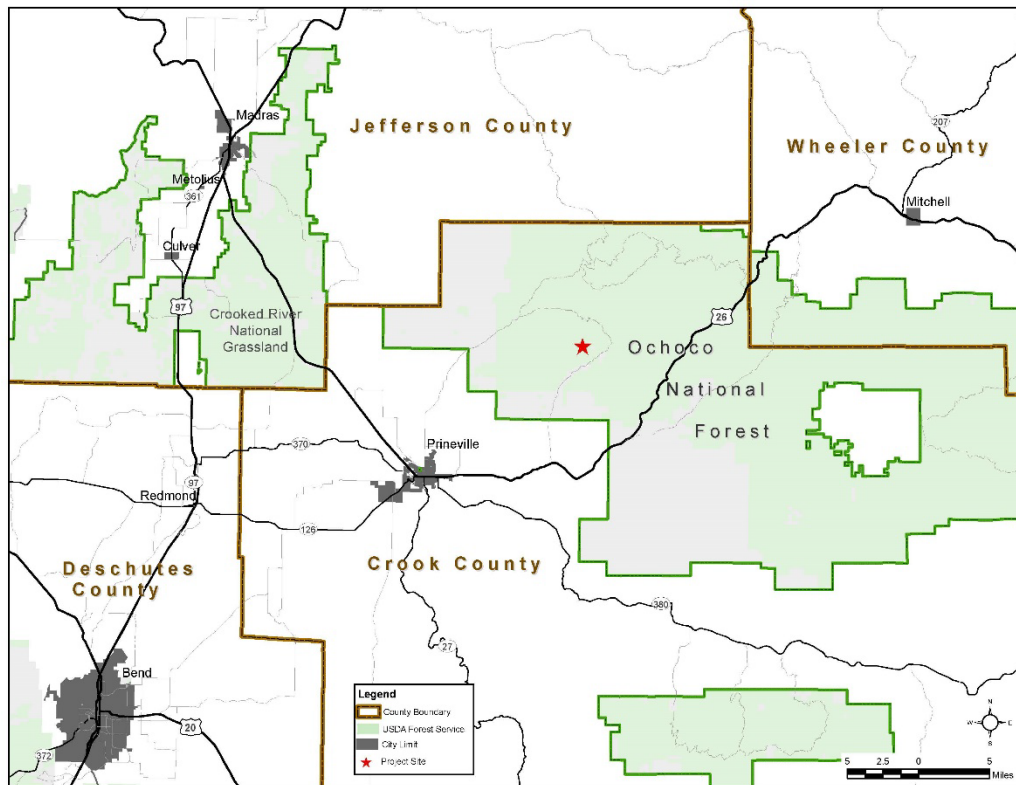 Madras
Jefferson County
207
Wheeler County
Metolius
361
Mitchell
Culver
97
Crooked River
National
Grassland
26
Ochoco
National
Forest
Prineville
370
97
Redmond
126
Deschutes
County
Crook County
380
27
Bend
20
372
Legend
County Boundary
USDA Forest Service
City Limit
Project Site
N
W
E
S
5 2.5 0 5
Miles